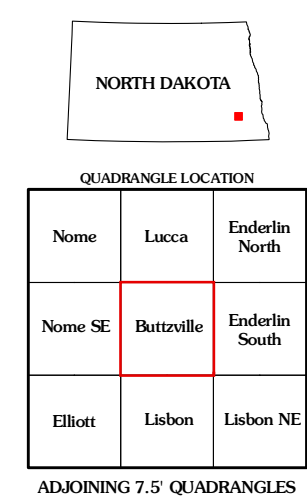 NORTH DAKOTA
QUADRANGLE LOCATION
Nome
Lucca
Enderlin
North
Nome SE
Buttzville
Enderlin
South
Elliott
Lisbon
Lisbon NE
ADJOINING 7.5' QUADRANGLES